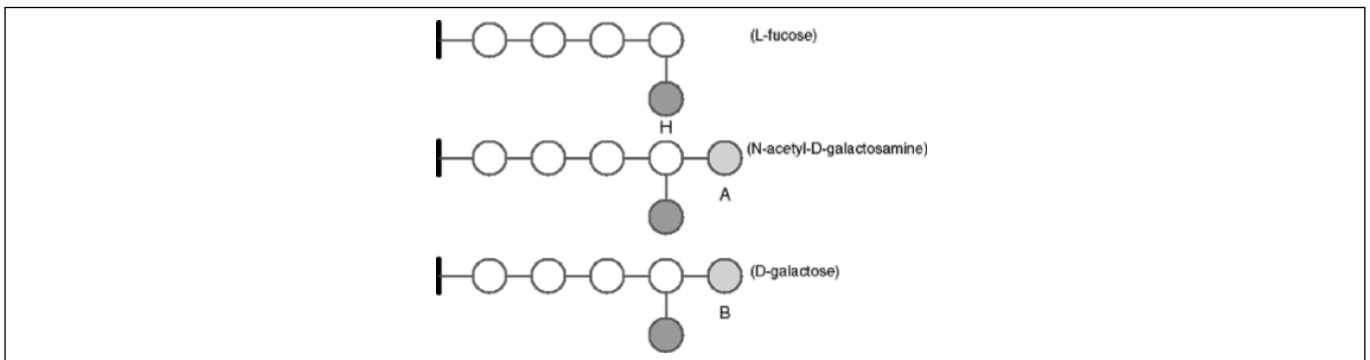 (L-fucose)
H
(N-acetyl-D-galactosamine)
A
(D-galactose)
B